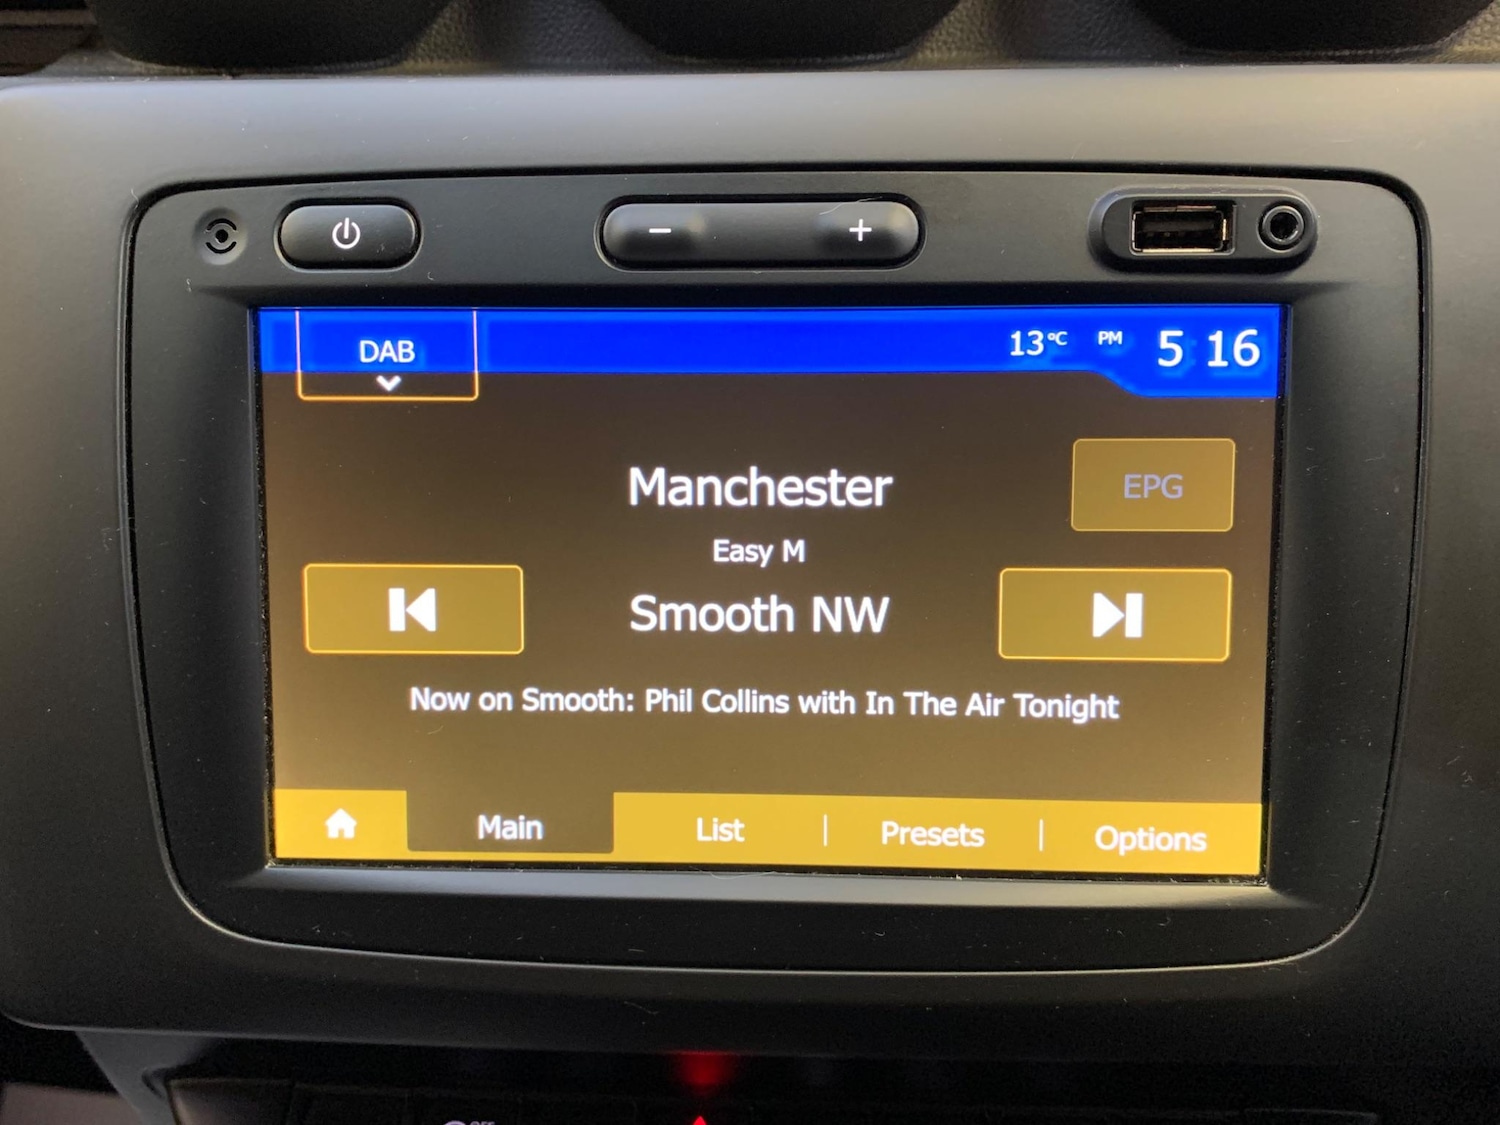 DAB
13°C PM 5 16
Manchester
EPG
Easy M
Smooth NW
Now on Smooth: Phil Collins with In The Air Tonight
Main List Presets Options